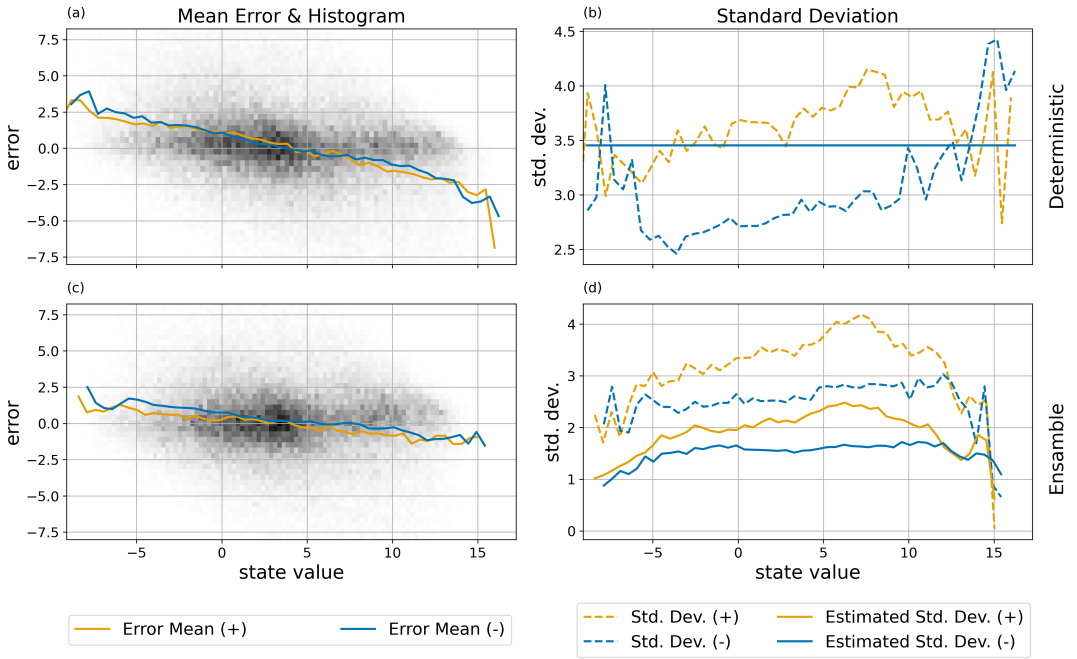 (a)
Mean Error & Histogram
(b)
Standard Deviation
7.5
5.0
2.5
0.0
−2.5
−5.0
−7.5
error
4.5
4.0
3.5
3.0
2.5
std. dev.
Deterministic
(c)
(d)
7.5
5.0
2.5
0.0
−2.5
−5.0
−7.5
error
4
3
2
1
0
std. dev.
Ensamble
−5 0 5 10 15
−5 0 5 10 15
state value
state value
Error Mean (+) Error Mean (-)
Std. Dev. (+) Estimated Std. Dev. (+)
Std. Dev. (-) Estimated Std. Dev. (-)